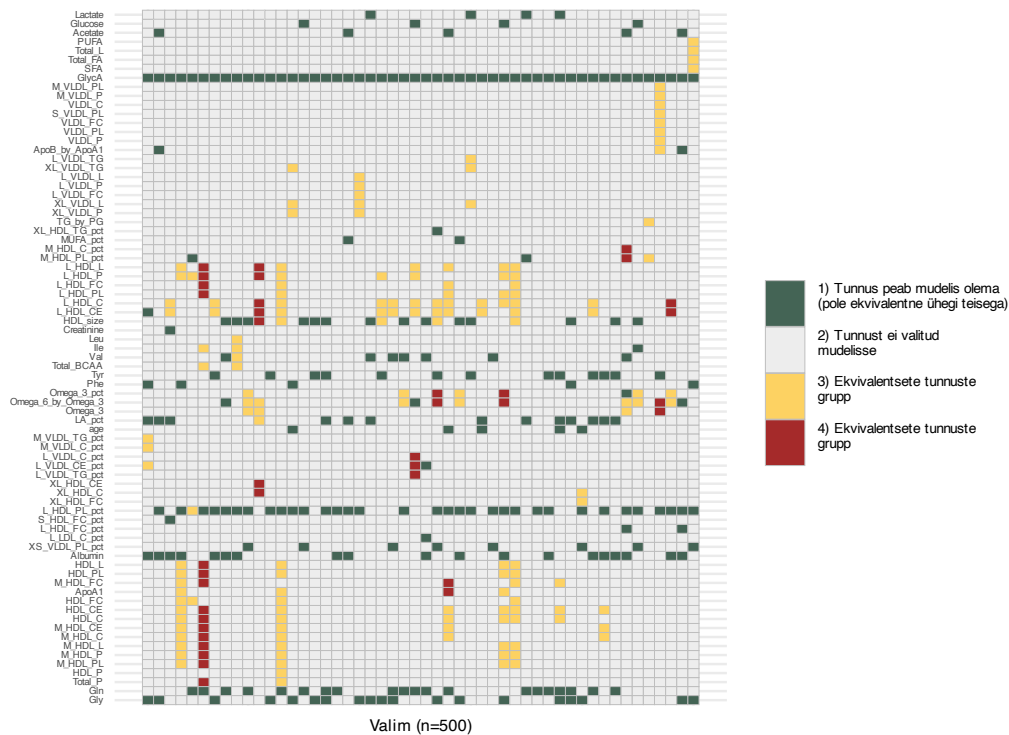 Lactate
Glucose
Acetate
PUFA
Total_L
Total_FA
SFA
GlycA
M_VLDL_PL
M_VLDL_P
VLDL_C
S_VLDL_PL
VLDL_FC
VLDL_PL
VLDL_P
ApoB_by_ApoA1
L_VLDL_TG
XL_VLDL_TG
L_VLDL_L
L_VLDL_P
L_VLDL_FC
XL_VLDL_L
XL_VLDL_P
TG_by_PG
XL_HDL_TG_pct
MUFA_pct
M_HDL_C_pct
M_HDL_PL_pct
L_HDL_L
L_HDL_P
L_HDL_FC
L_HDL_PL
L_HDL_C
L_HDL_CE
HDL_size
Creatinine
Leu
Ile
Val
Total_BCAA
Tyr
Phe
Omega_3_pct
Omega_6_by_Omega_3
Omega_3
LA_pct
age
M_VLDL_TG_pct
M_VLDL_C_pct
L_VLDL_C_pct
L_VLDL_CE_pct
L_VLDL_TG_pct
XL_HDL_CE
XL_HDL_C
XL_HDL_FC
L_HDL_PL_pct
S_HDL_FC_pct
L_HDL_FC_pct
L_LDL_C_pct
XS_VLDL_PL_pct
Albumin
HDL_L
HDL_PL
M_HDL_FC
ApoA1
HDL_FC
HDL_CE
HDL_C
M_HDL_CE
M_HDL_C
M_HDL_L
M_HDL_P
M_HDL_PL
HDL_P
Total_P
Gln
Gly
Valim (n=500)
1) Tunnus peab mudelis olema
(pole ekvivalentne ühegi teisega)
2) Tunnust ei valitud
mudelisse
3) Ekvivalentsete tunnuste
grupp
4) Ekvivalentsete tunnuste
grupp